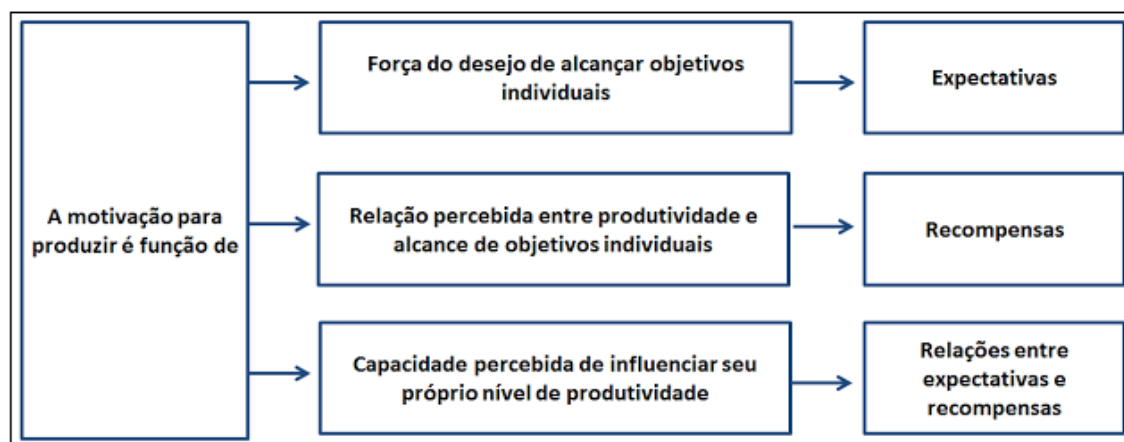 A motivação para
produzir é função de
Força do desejo de alcançar objetivos
individuais
Expectativas
Relação percebida entre produtividade e
alcance de objetivos individuais
Recompensas
Capacidade percebida de influenciar seu
próprio nível de produtividade
Relações entre
expectativas e
recompensas